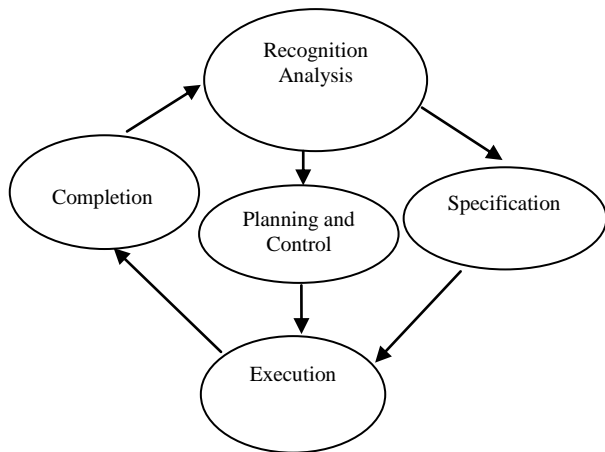 Recognition
Analysis
Completion
Planning and
Control
Specification
Execution